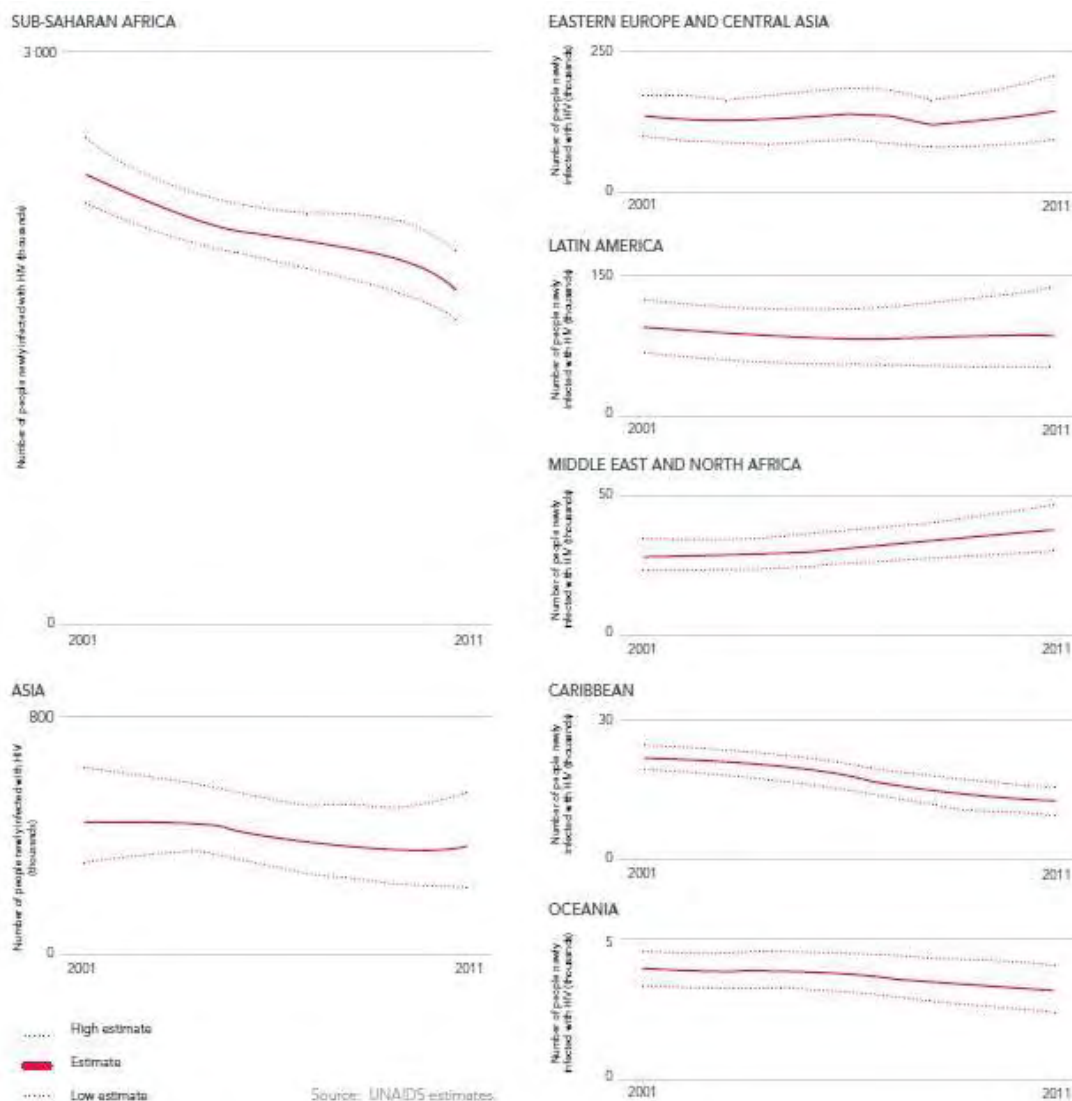 SUB-SAHARAN AFRICA
3 000
Number of people newly infected with HIV (thousands)
0
2001
2011
ASIA
800
Number of people newly infected with HIV
(thousands)
0
2001
2011
High estimate
Estimate
Low estimate
Source: UNAIDS estimates.
EASTERN EUROPE AND CENTRAL ASIA
250
Number of people newly
infected with HIV (thousands)
0
2001
2011
LATIN AMERICA
150
Number of people newly
infected with HIV (thousands)
0
2001
2011
MIDDLE EAST AND NORTH AFRICA
50
Number of people newly
infected with HIV (thousands)
0
2001
2011
CARIBBEAN
30
Number of people newly
infected with HIV (thousands)
0
2001
2011
OCEANIA
5
Number of people newly
infected with HIV (thousands)
0
2001
2011